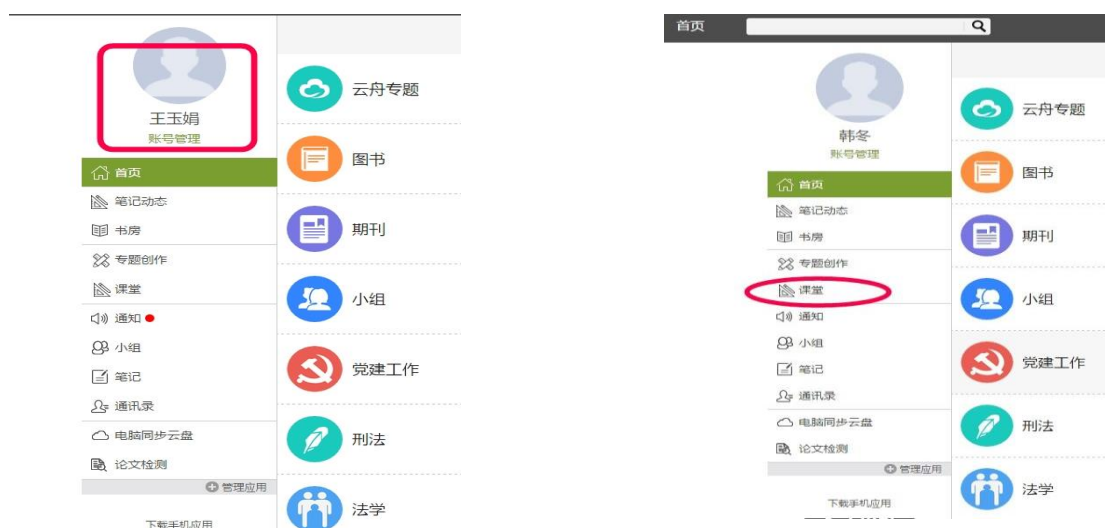 王玉娟
账号管理
首页
笔记动态
书房
专题创作
课堂
通知
小组
笔记
通讯录
电脑同步云盘
论文检测
管理应用
下载手机应用
云舟专题
图书
期刊
小组
党建工作
刑法
法学
首页
韩冬
账号管理
首页
笔记动态
书房
专题创作
课堂
通知
小组
笔记
通讯录
电脑同步云盘
论文检测
管理应用
下载手机应用
云舟专题
图书
期刊
小组
党建工作
刑法
法学